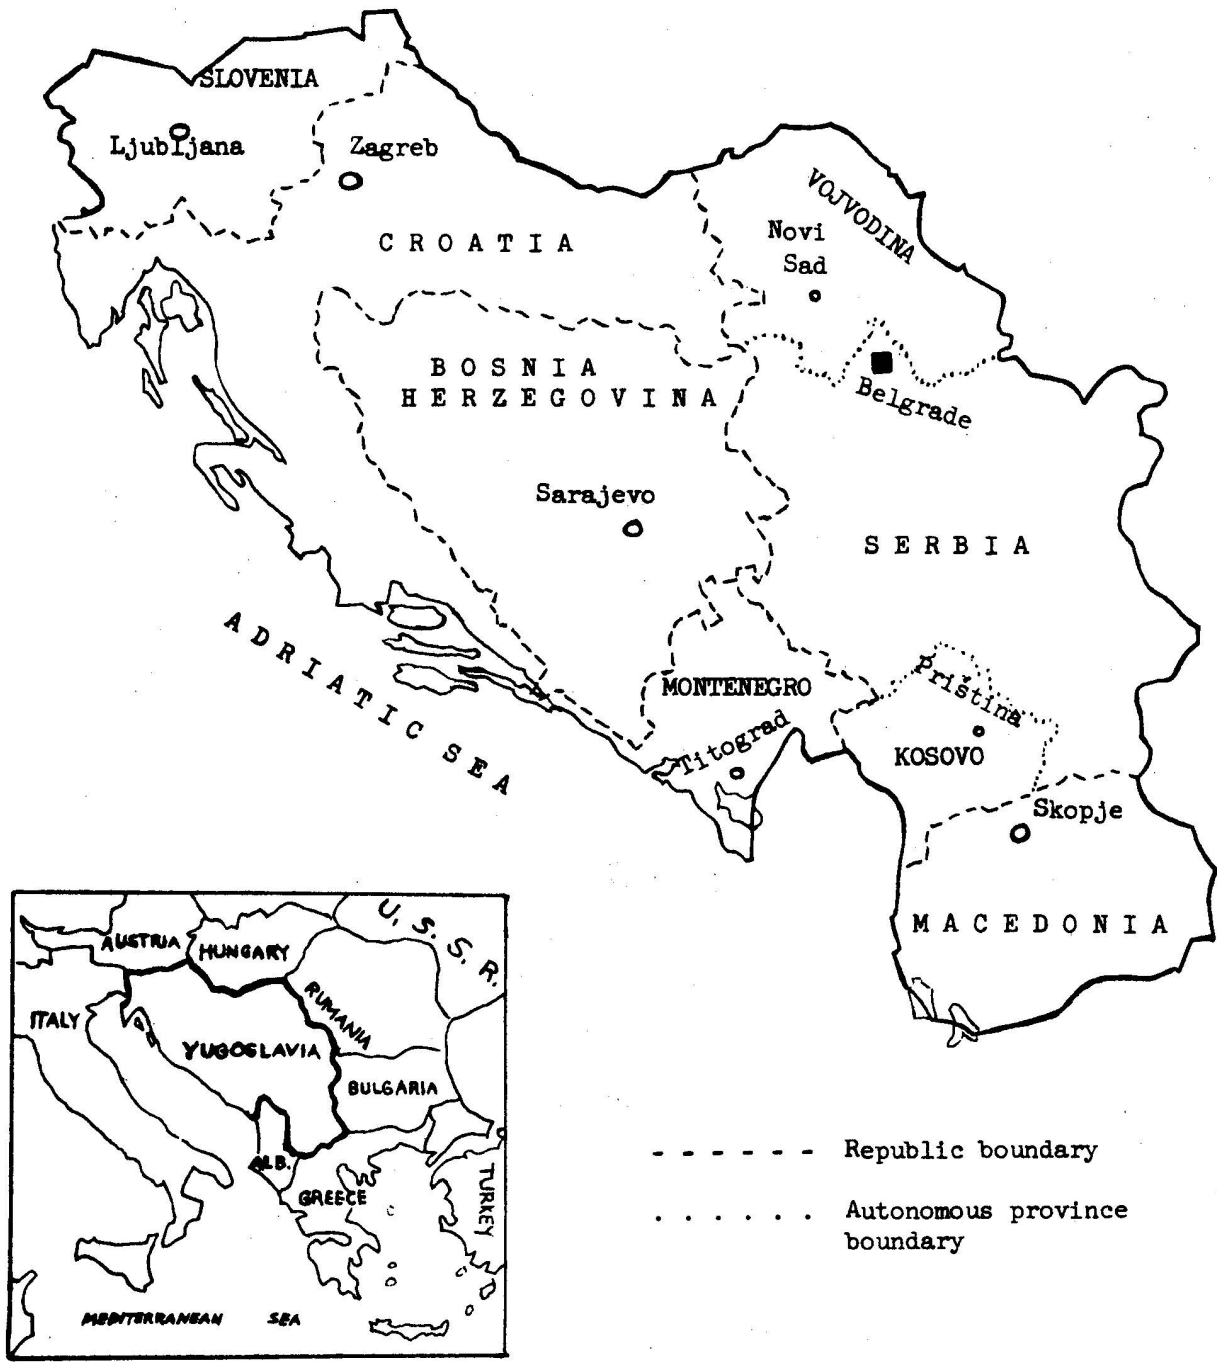 SLOVENIA
Ljubljana
Zagreb
CROATIA
VOJVODINA
Novi
Sad
BOSNIA
HERZEGOVINA
Belgrade
Sarajevo
SERBIA
ADRIATIC SEA
MONTENEGRO
Titograd
Priština
KOSOVO
Skopje
MACEDONIA
U.S.S.R.
AUSTRIA
HUNGARY
RUMANIA
ITALY
YUGOSLAVIA
BULGARIA
ALB.
GREECE
TURKEY
MEDITERRANEAN SEA
Republic boundary
Autonomous province
boundary